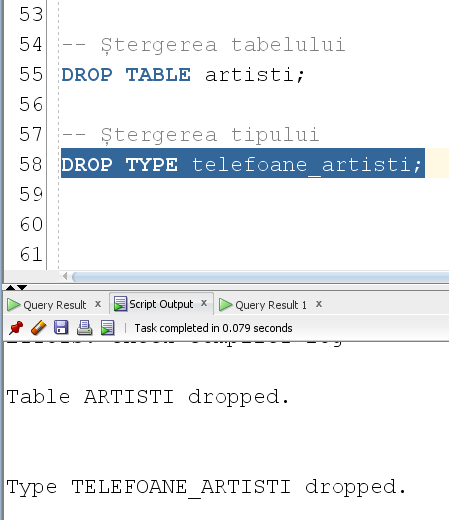 53
54 -- Ștergerea tabelului
55 DROP TABLE artisti;
56
57 -- Ștergerea tipului
58 DROP TYPE telefoane_artisti;
59
60
61
Query Result x Script Output x Query Result 1 x
Task completed in 0.079 seconds
Table ARTISTI dropped.
Type TELEFOANE_ARTISTI dropped.